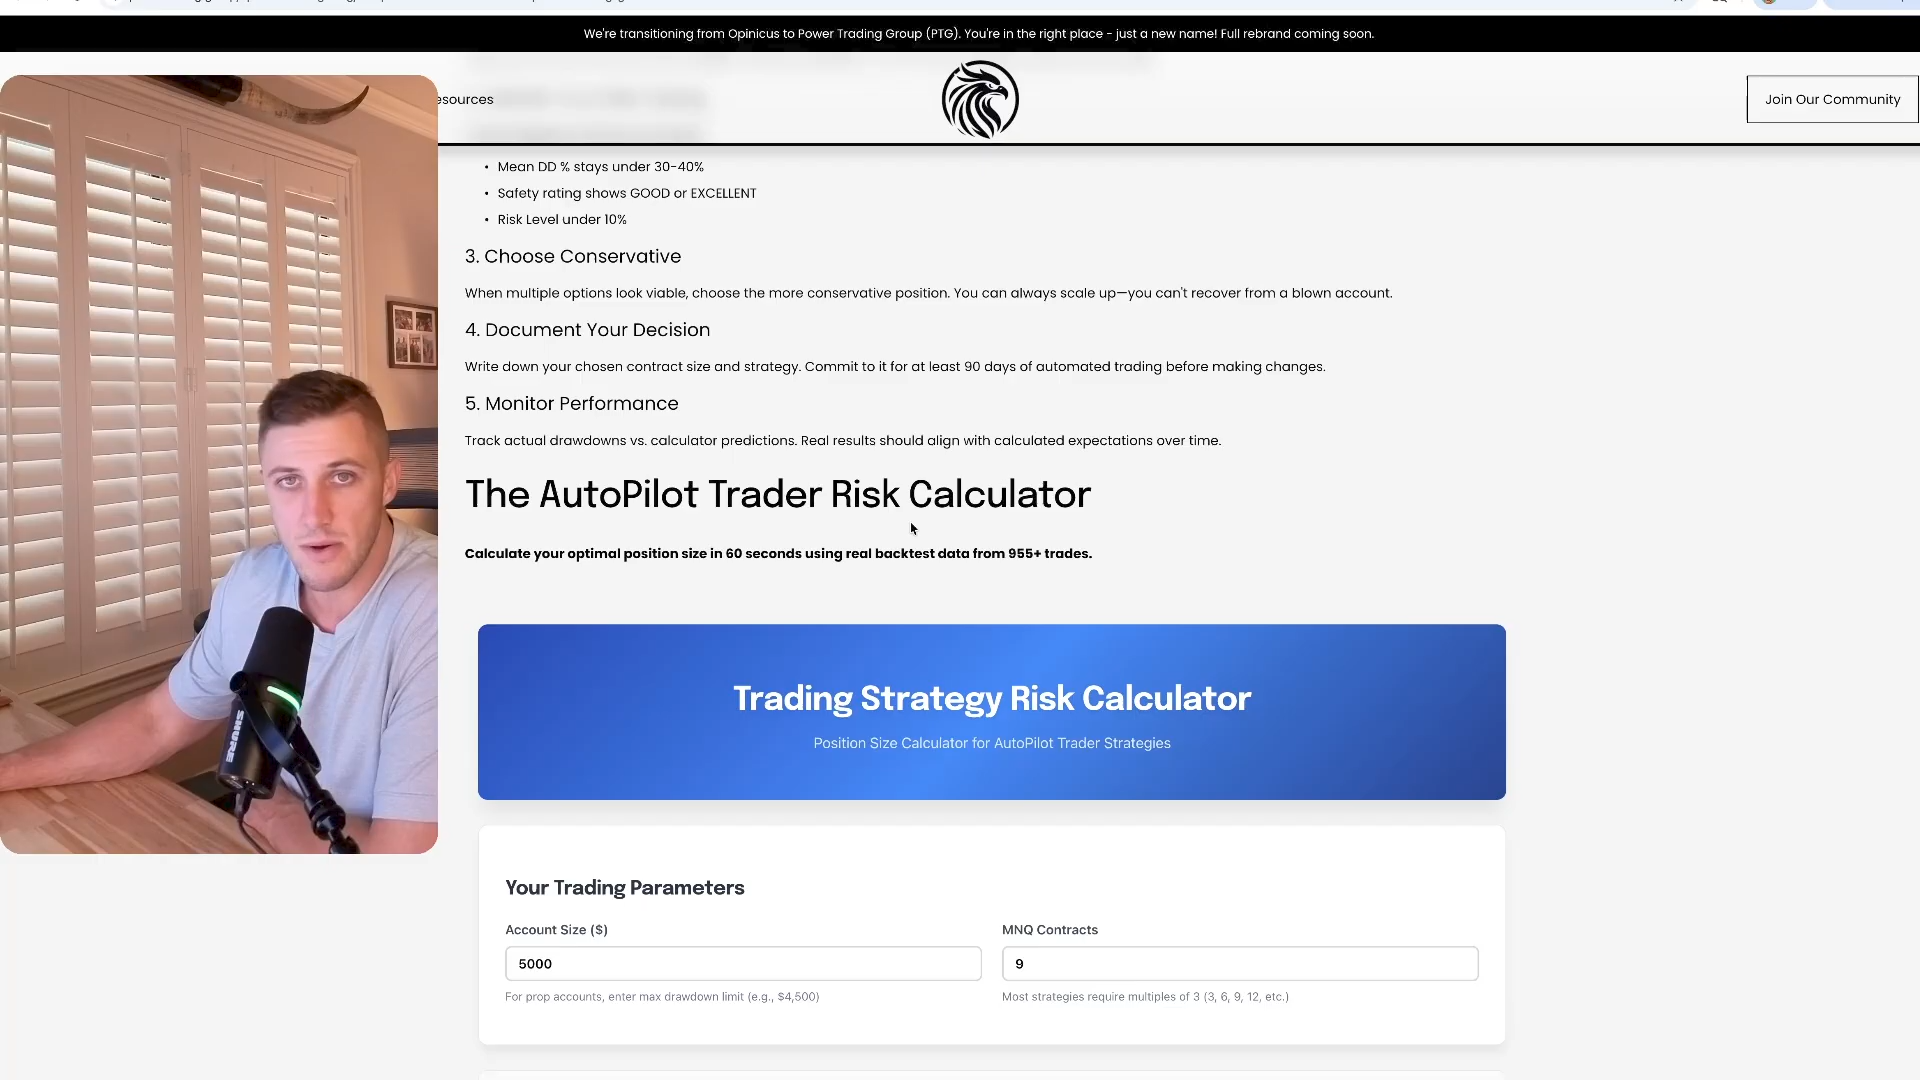 We're transitioning from Opinicus to Power Trading Group (PTG). You're in the right place - just a new name! Full rebrand coming soon.
esources
Join Our Community
• Mean DD % stays under 30-40%
• Safety rating shows GOOD or EXCELLENT
• Risk Level under 10%
3. Choose Conservative
When multiple options look viable, choose the more conservative position. You can always scale up—you can't recover from a blown account.
4. Document Your Decision
Write down your chosen contract size and strategy. Commit to it for at least 90 days of automated trading before making changes.
5. Monitor Performance
Track actual drawdowns vs. calculator predictions. Real results should align with calculated expectations over time.
The AutoPilot Trader Risk Calculator
Calculate your optimal position size in 60 seconds using real backtest data from 955+ trades.
SHURE
Trading Strategy Risk Calculator
Position Size Calculator for AutoPilot Trader Strategies
Your Trading Parameters
Account Size ($)
MNQ Contracts
5000
9
For prop accounts, enter max drawdown limit (e.g., $4,500)
Most strategies require multiples of 3 (3, 6, 9, 12, etc.)